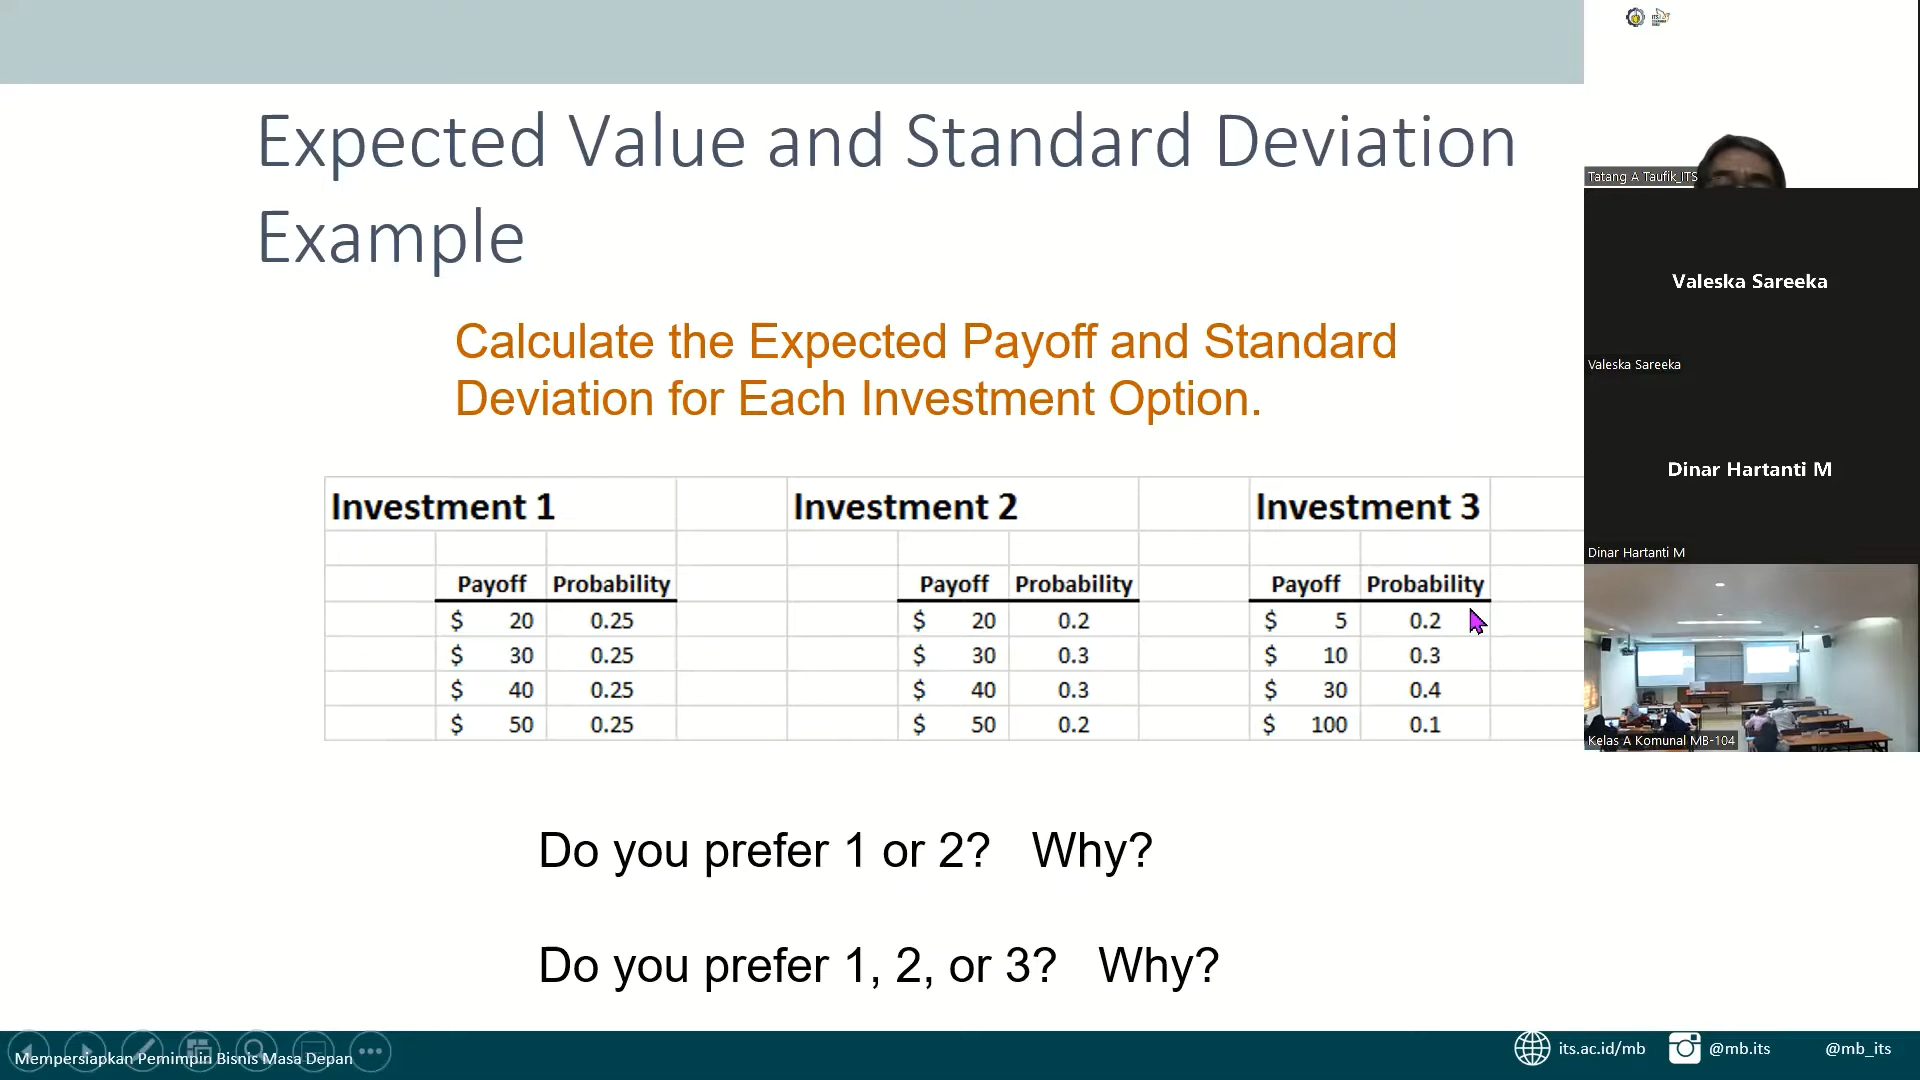 Expected Value and Standard Deviation
Example
Calculate the Expected Payoff and Standard
Deviation for Each Investment Option.
Investment 1 Investment 2 Investment 3
Payoff Probability Payoff Probability Payoff Probability
$ 20 0.25 $ 20 0.2 $ 5 0.2
$ 30 0.25 $ 30 0.3 $ 10 0.3
$ 40 0.25 $ 40 0.3 $ 30 0.4
$ 50 0.25 $ 50 0.2 $ 100 0.1
Do you prefer 1 or 2? Why?
Do you prefer 1, 2, or 3? Why?
Mempersiapkan Pemimpin Bisnis Masa Depan
its.ac.id/mb @mb.its @mb_its
Tatang A Taufik_ITS
Valeska Sareeka
Valeska Sareeka
Dinar Hartanti M
Dinar Hartanti M
Kelas A Komunal MB-104